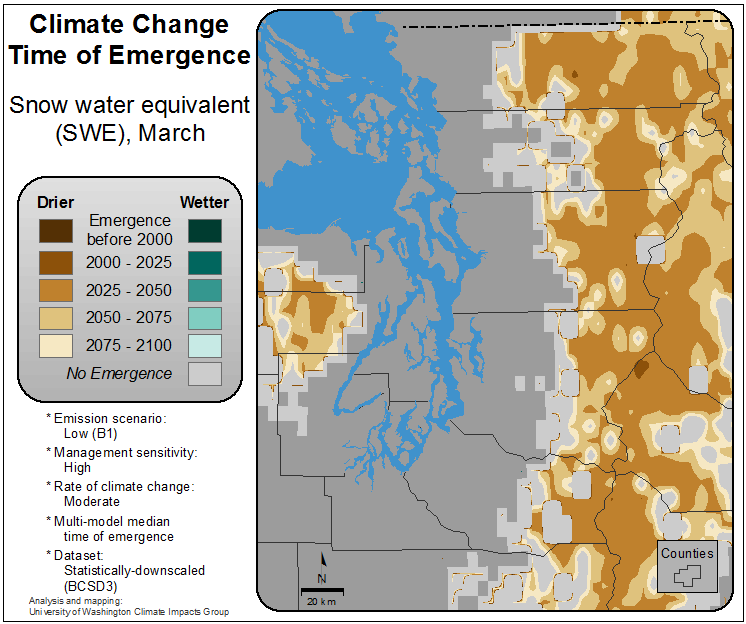 Climate Change
Time of Emergence
Snow water equivalent
(SWE), March
Drier
Wetter
Emergence
before 2000
2000 - 2025
2025 - 2050
2050 - 2075
2075 - 2100
No Emergence
* Emission scenario:
Low (B1)
* Management sensitivity:
High
* Rate of climate change:
Moderate
* Multi-model median
time of emergence
* Dataset:
Statistically-downscaled
(BCSD3)
Analysis and mapping:
University of Washington Climate Impacts Group
N
20 km
Counties